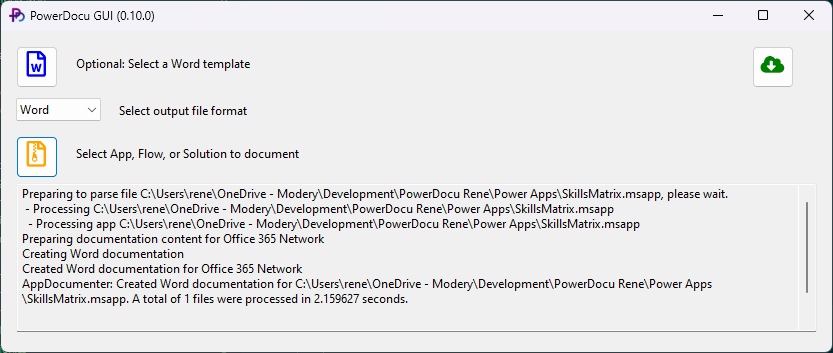 PowerDocu GUI (0.10.0)
Optional: Select a Word template
Word
Select output file format
Select App, Flow, or Solution to document
Preparing to parse file C:\Users\rene\OneDrive - Modery\Development\PowerDocu Rene\Power Apps\SkillsMatrix.msapp, please wait.
- Processing C:\Users\rene\OneDrive - Modery\Development\PowerDocu Rene\Power Apps\SkillsMatrix.msapp
- Processing app C:\Users\rene\OneDrive - Modery\Development\PowerDocu Rene\Power Apps\SkillsMatrix.msapp
Preparing documentation content for Office 365 Network
Creating Word documentation
Created Word documentation for Office 365 Network
AppDocumenter: Created Word documentation for C:\Users\rene\OneDrive - Modery\Development\PowerDocu Rene\Power Apps
\SkillsMatrix.msapp. A total of 1 files were processed in 2.159627 seconds.